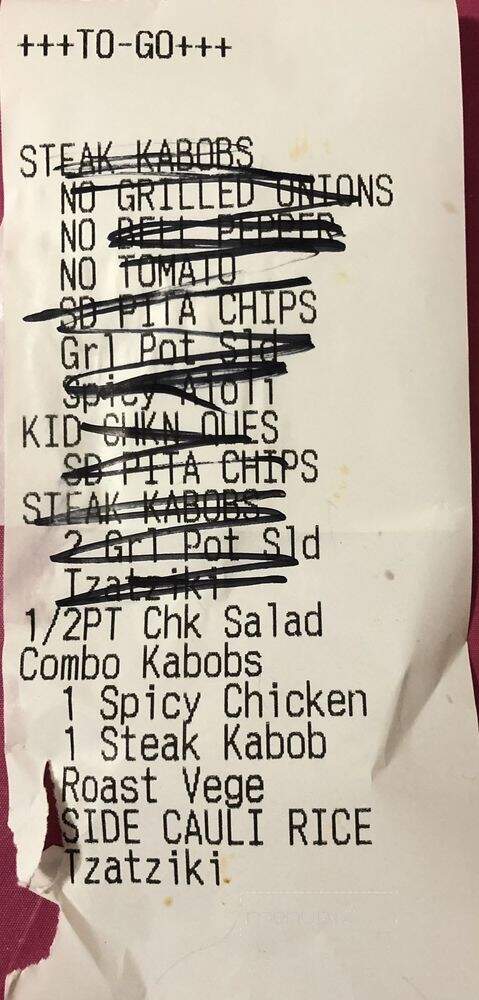 +++TO-GO+++
STEAK KABOBS
NO GRILLED ONIONS
NO BELL PEPPER
NO TOMATO
SD PITA CHIPS
Grl Pot Sld
Spicy Aioli
KID CHKN QUES
SD PITA CHIPS
STEAK KABOBS
2 Grl Pot Sld
Tzatziki
1/2PT Chk Salad
Combo Kabobs
1 Spicy Chicken
1 Steak Kabob
Roast Vege
SIDE CAULI RICE
Tzatziki